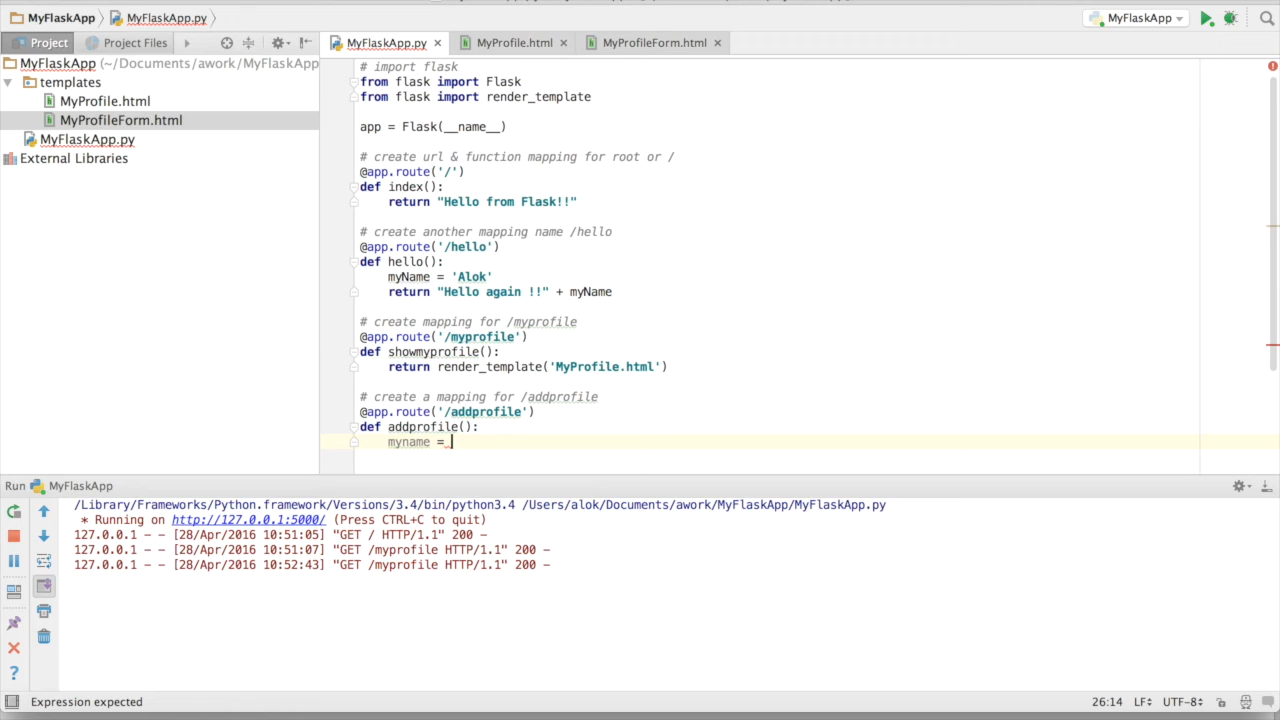 MyFlaskApp MyFlaskApp.py MyFlaskApp
Project Project Files MyFlaskApp.py MyProfile.html MyProfileForm.html
MyFlaskApp (~/Documents/awork/MyFlaskApp
templates
MyProfile.html
MyProfileForm.html
MyFlaskApp.py
External Libraries
# import flask
from flask import Flask
from flask import render_template
app = Flask(__name__)
# create url & function mapping for root or /
@app.route('/')
def index():
return "Hello from Flask!!"
# create another mapping name /hello
@app.route('/hello')
def hello():
myName = 'Alok'
return "Hello again !!" + myName
# create mapping for /myprofile
@app.route('/myprofile')
def showmyprofile():
return render_template('MyProfile.html')
# create a mapping for /addprofile
@app.route('/addprofile')
def addprofile():
myname =
Run MyFlaskApp
/Library/Frameworks/Python.framework/Versions/3.4/bin/python3.4 /Users/alok/Documents/awork/MyFlaskApp/MyFlaskApp.py
* Running on http://127.0.0.1:5000/ (Press CTRL+C to quit)
127.0.0.1 - - [28/Apr/2016 10:51:05] "GET / HTTP/1.1" 200 -
127.0.0.1 - - [28/Apr/2016 10:51:07] "GET /myprofile HTTP/1.1" 200 -
127.0.0.1 - - [28/Apr/2016 10:52:43] "GET /myprofile HTTP/1.1" 200 -
Expression expected 26:14 LF UTF-8